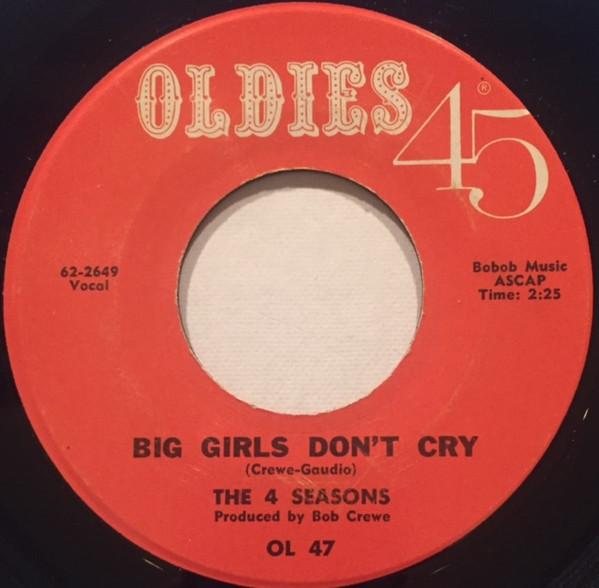 OLDIES 45®
62-2649
Vocal
Bobob Music
ASCAP
Time: 2:25
BIG GIRLS DON'T CRY
(Crewe-Gaudio)
THE 4 SEASONS
Produced by Bob Crewe
OL 47